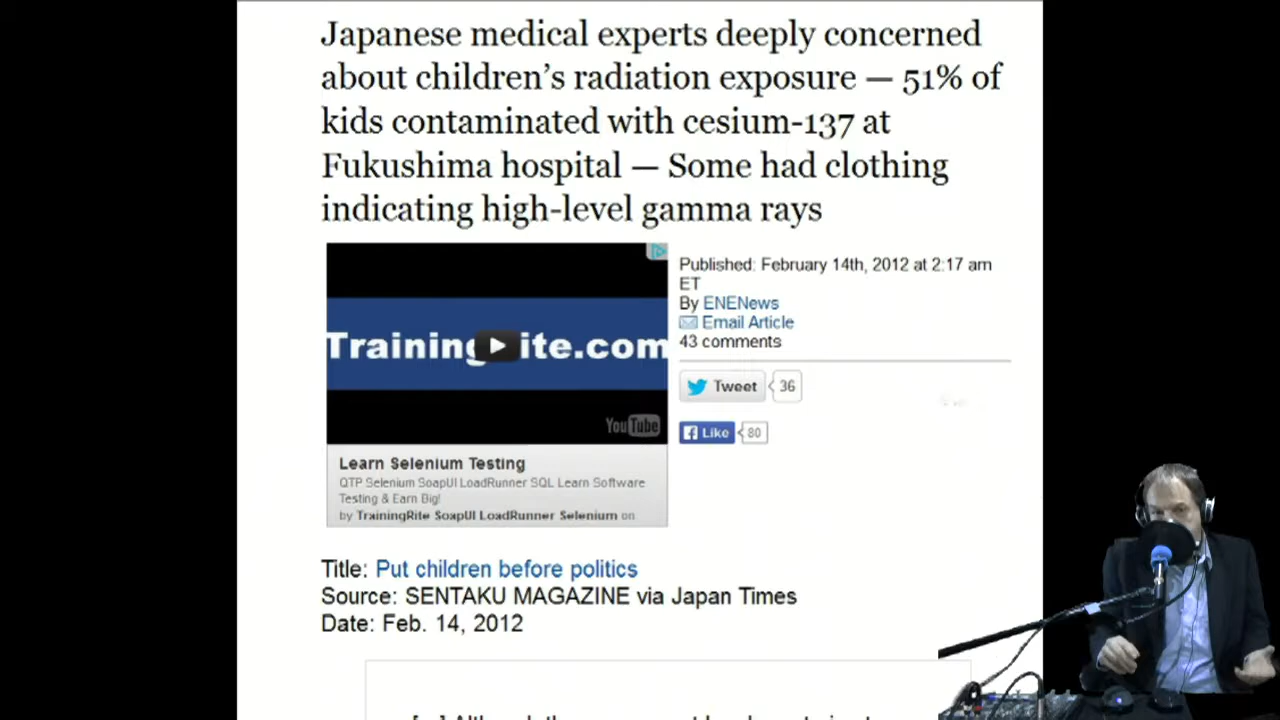 Japanese medical experts deeply concerned
about children's radiation exposure — 51% of
kids contaminated with cesium-137 at
Fukushima hospital — Some had clothing
indicating high-level gamma rays
Published: February 14th, 2012 at 2:17 am
ET
By ENENews
Email Article
43 comments
Tweet 36
Like 80
Training ite.com
YouTube
Learn Selenium Testing
QTP Selenium SoapUI LoadRunner SQL Learn Software
Testing & Earn Big!
by TrainingRite SoapUI LoadRunner Selenium on
Title: Put children before politics
Source: SENTAKU MAGAZINE via Japan Times
Date: Feb. 14, 2012